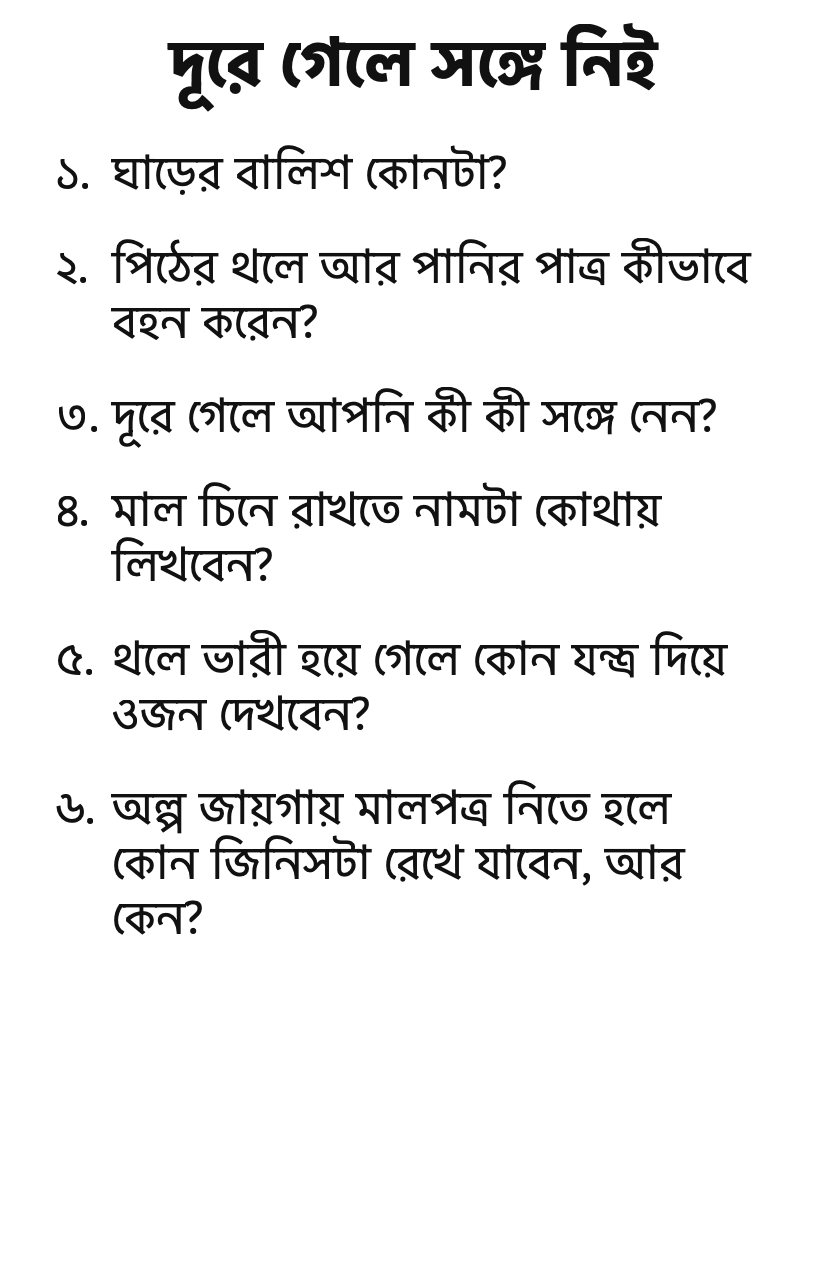 দূরে গেলে সঙ্গে নিই
১. ঘাড়ের বালিশ কোনটা?
২. পিঠের থলে আর পানির পাত্র কীভাবে
বহন করেন?
৩. দূরে গেলে আপনি কী কী সঙ্গে নেন?
৪. মাল চিনে রাখতে নামটা কোথায়
লিখবেন?
৫. থলে ভারী হয়ে গেলে কোন যন্ত্র দিয়ে
ওজন দেখবেন?
৬. অল্প জায়গায় মালপত্র নিতে হলে
কোন জিনিসটা রেখে যাবেন, আর
কেন?